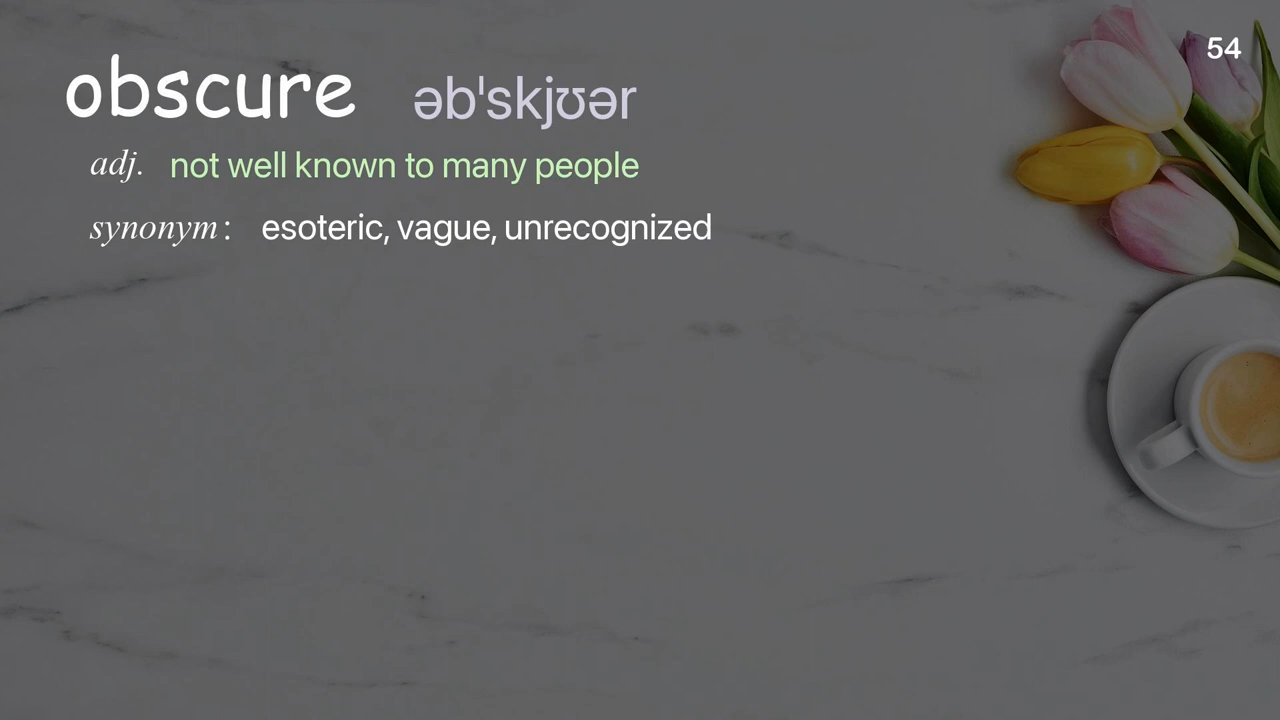 54
obscure əb'skjʊər
adj. not well known to many people
synonym: esoteric, vague, unrecognized